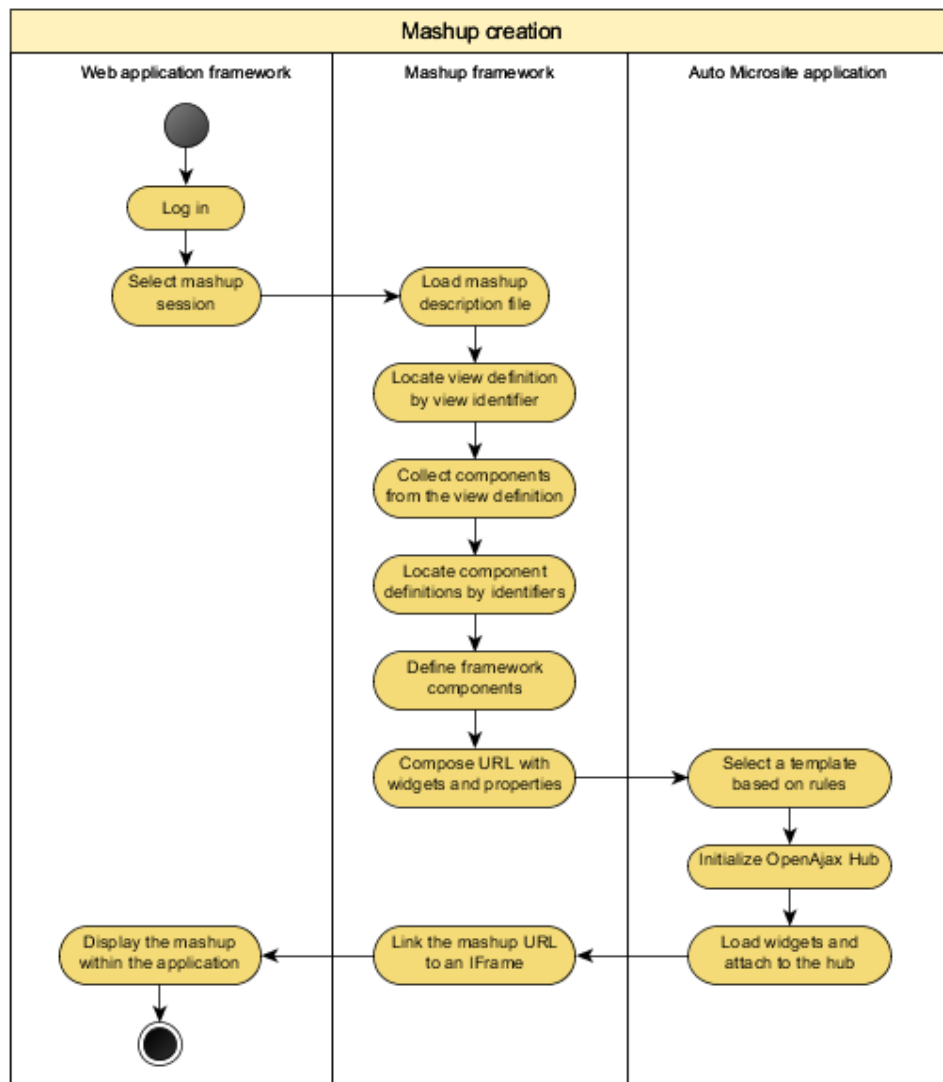 Mashup creation
Web application framework
Mashup framework
Auto Microsite application
Log in
Select mashup
session
Load mashup
description file
Locate view definition
by view identifier
Collect components
from the view definition
Locate component
definitions by identifiers
Define framework
components
Compose URL with
widgets and properties
Select a template
based on rules
Initialize OpenAjax Hub
Load widgets and
attach to the hub
Link the mashup URL
to an IFrame
Display the mashup
within the application